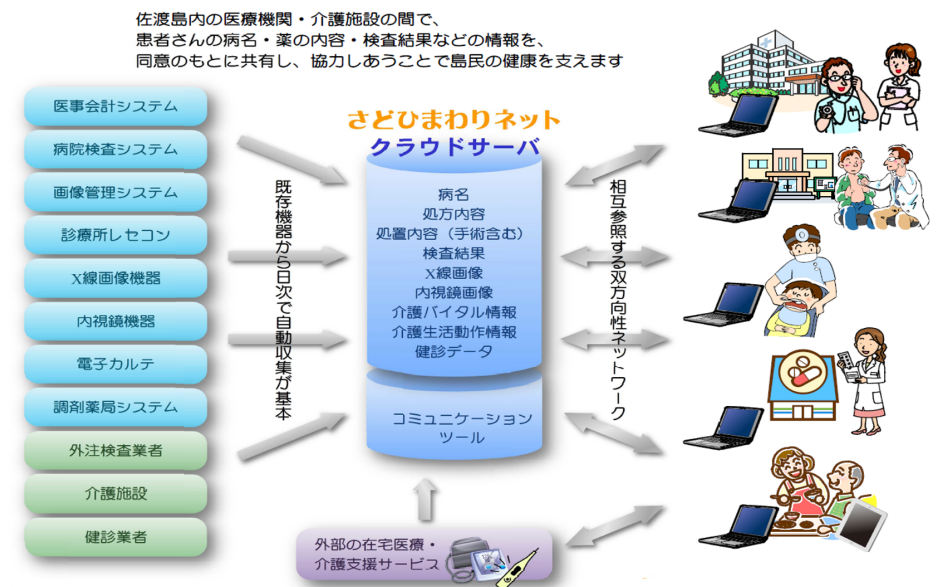 佐渡島内の医療機関・介護施設の間で、
患者さんの病名・薬の内容・検査結果などの情報を、
同意のもとに共有し、協力しあうことで島民の健康を支えます
医事会計システム
病院検査システム
画像管理システム
診療所レセコン
X線画像機器
内視鏡機器
電子カルテ
調剤薬局システム
外注検査業者
介護施設
健診業者
既存機器から日次で自動収集が基本
さどひまわりネット
クラウドサーバ
病名
処方内容
処置内容（手術含む）
検査結果
X線画像
内視鏡画像
介護バイタル情報
介護生活動作情報
健診データ
コミュニケーション
ツール
相互参照する双方向性ネットワーク
外部の在宅医療・
介護支援サービス